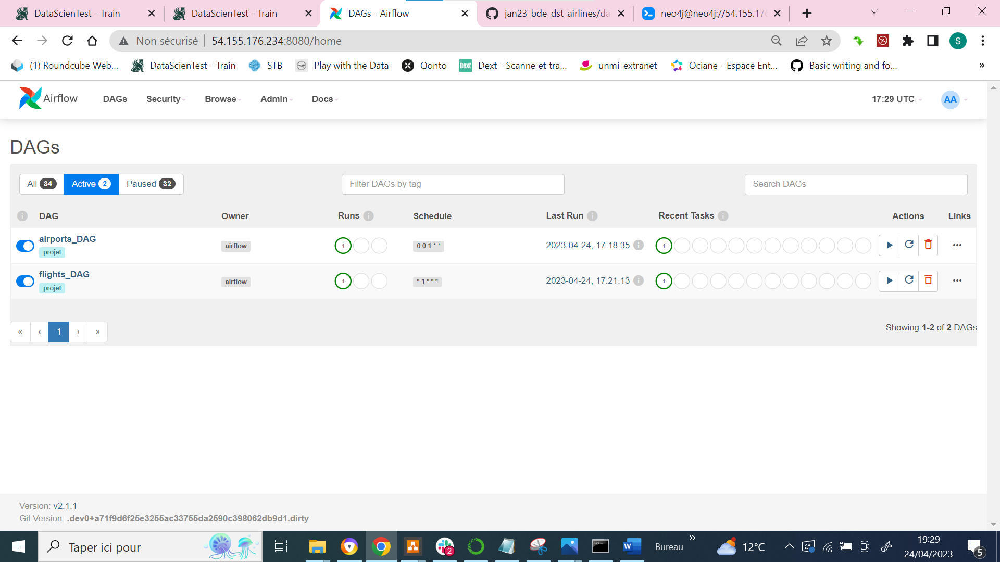 DataScienTest - Train
DataScienTest - Train
DAGs - Airflow
jan23_bde_dst_airlines/da
neo4j@neo4j://54.155.176
Non sécurisé
54.155.176.234:8080/home
S
(1) Roundcube Web...
DataScienTest - Train
STB
Play with the Data
Qonto
Dext
Dext - Scanne et tra...
unmi_extranet
Ociane - Espace Ent...
Basic writing and fo...
»
Airflow
DAGs
Security
Browse
Admin
Docs
17:29 UTC
AA
DAGs
All 34
Active 2
Paused 32
Filter DAGs by tag
Search DAGs
DAG
Owner
Runs
Schedule
Last Run
Recent Tasks
Actions
Links
airports_DAG
projet
airflow
1
0 0 1 * *
2023-04-24, 17:18:35
1
flights_DAG
projet
airflow
1
* 1 * * *
2023-04-24, 17:21:13
1
« ‹ 1 › »
Showing 1-2 of 2 DAGs
Version: v2.1.1
Git Version: .dev0+a71f9d6f25e3255ac33755da2590c398062db9d1.dirty
Taper ici pour
2
W
Bureau
»
12°C
19:29
24/04/2023
5